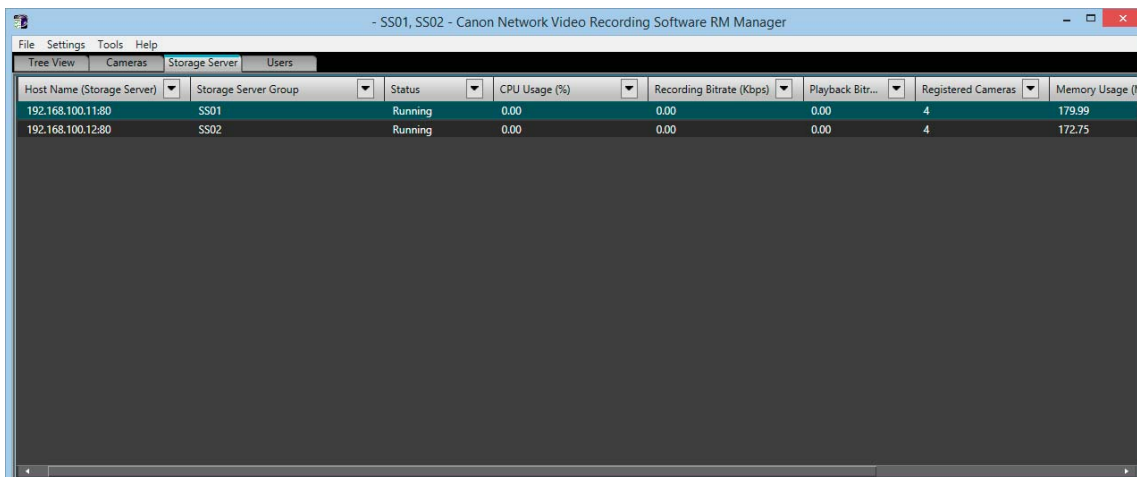 - SS01, SS02 - Canon Network Video Recording Software RM Manager
File Settings Tools Help
Tree View Cameras Storage Server Users
Host Name (Storage Server) Storage Server Group Status CPU Usage (%) Recording Bitrate (Kbps) Playback Bitr... Registered Cameras Memory Usage (
192.168.100.11:80 SS01 Running 0.00 0.00 0.00 4 179.99
192.168.100.12:80 SS02 Running 0.00 0.00 0.00 4 172.75